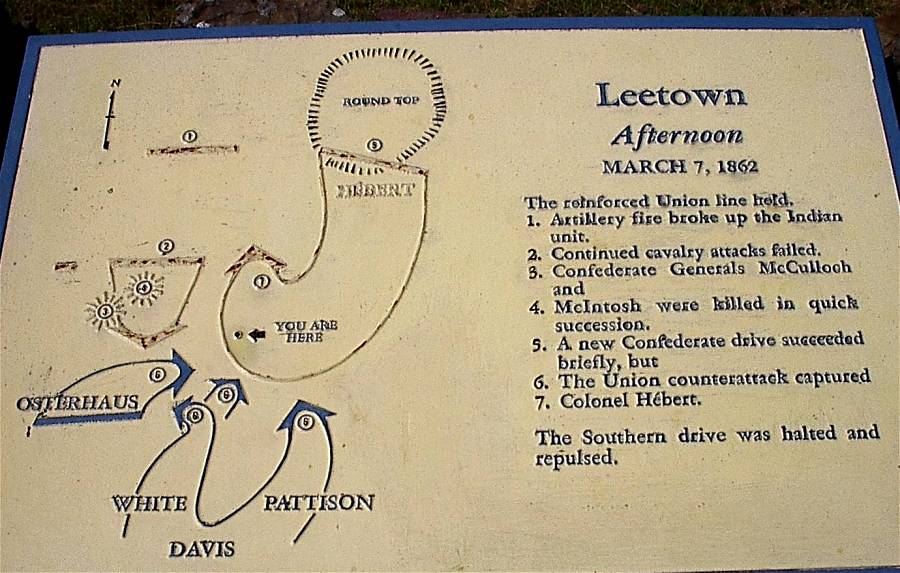 N
1
ROUND TOP
5
HÉBERT
2
4
3
7
YOU ARE
HERE
6
OSTERHAUS
6
6
6
WHITE
PATTISON
DAVIS
Leetown
Afternoon
MARCH 7, 1862
The reinforced Union line held.
1. Artillery fire broke up the Indian
unit.
2. Continued cavalry attacks failed.
3. Confederate Generals McCulloch
and
4. McIntosh were killed in quick
succession.
5. A new Confederate drive succeeded
briefly, but
6. The Union counterattack captured
7. Colonel Hébert.
The Southern drive was halted and
repulsed.